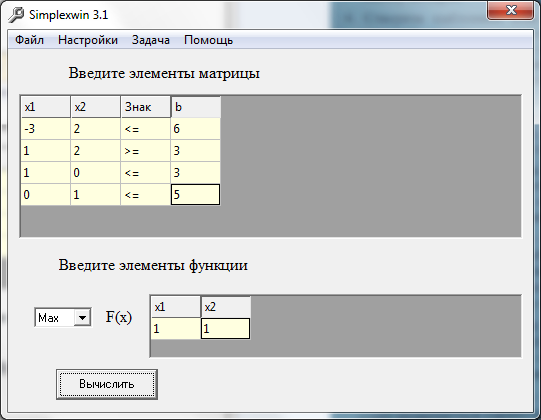 Simplexwin 3.1
Файл Настройки Задача Помощь
Введите элементы матрицы
x1 x2 Знак b
-3 2 <= 6
1 2 >= 3
1 0 <= 3
0 1 <= 5
Введите элементы функции
x1 x2
Max F(x) 1 1
Вычислить